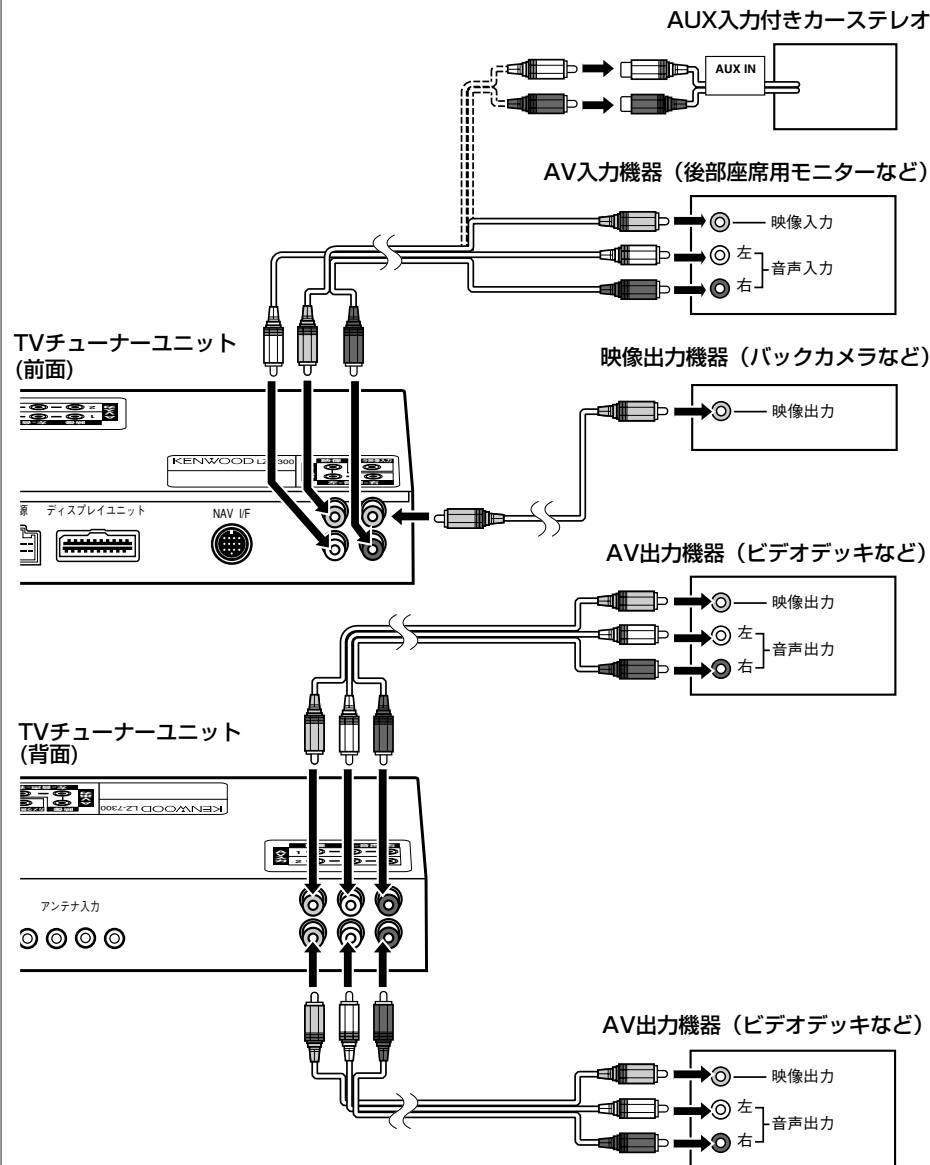 AUX入力付きカーステレオ
AUX IN
AV入力機器（後部座席用モニターなど）
映像入力
左
右
音声入力
TVチューナーユニット
(前面)
映像出力機器（バックカメラなど）
映像出力
KENWOOD
源
ディスプレイユニット
NAV I/F
AV出力機器（ビデオデッキなど）
映像出力
左
右
音声出力
TVチューナーユニット
(背面)
KENWOOD LZ-7300
アンテナ入力
AV出力機器（ビデオデッキなど）
映像出力
左
右
音声出力